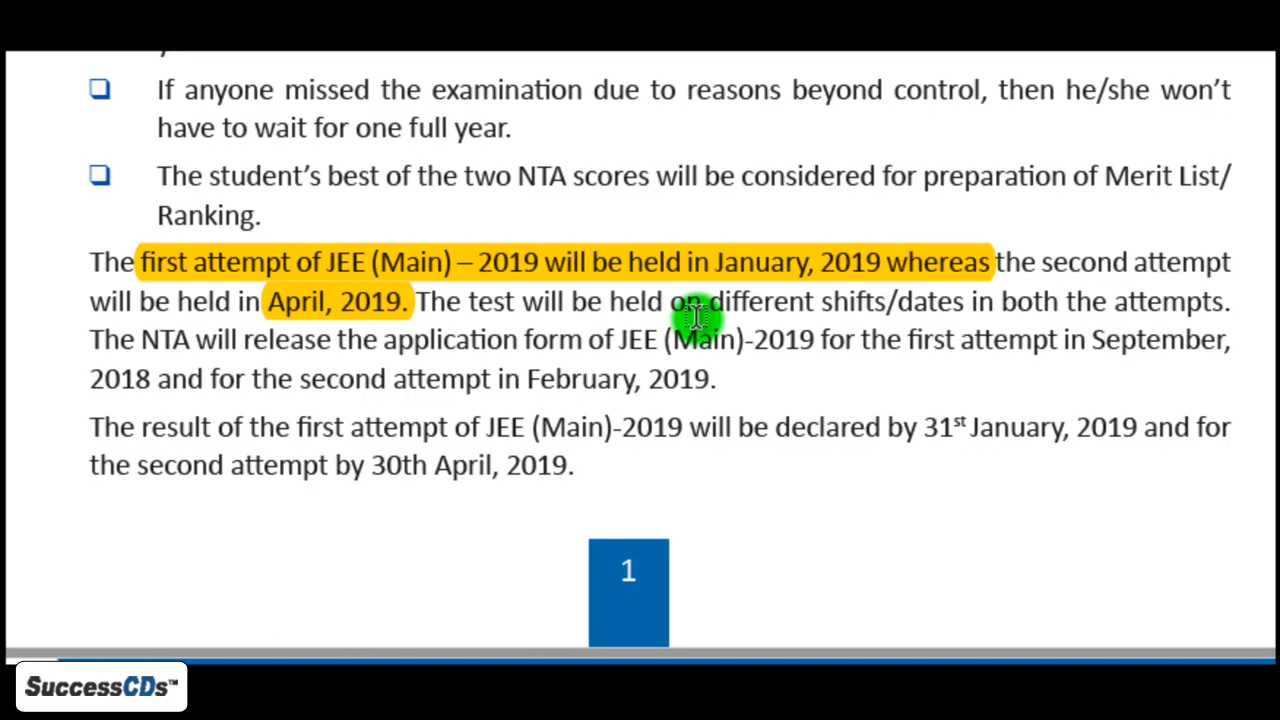 If anyone missed the examination due to reasons beyond control, then he/she won't
have to wait for one full year.
The student's best of the two NTA scores will be considered for preparation of Merit List/
Ranking.
The first attempt of JEE (Main) – 2019 will be held in January, 2019 whereas the second attempt
will be held in April, 2019. The test will be held on different shifts/dates in both the attempts.
The NTA will release the application form of JEE (Main)-2019 for the first attempt in September,
2018 and for the second attempt in February, 2019.
The result of the first attempt of JEE (Main)-2019 will be declared by 31st January, 2019 and for
the second attempt by 30th April, 2019.
1
SuccessCDs™